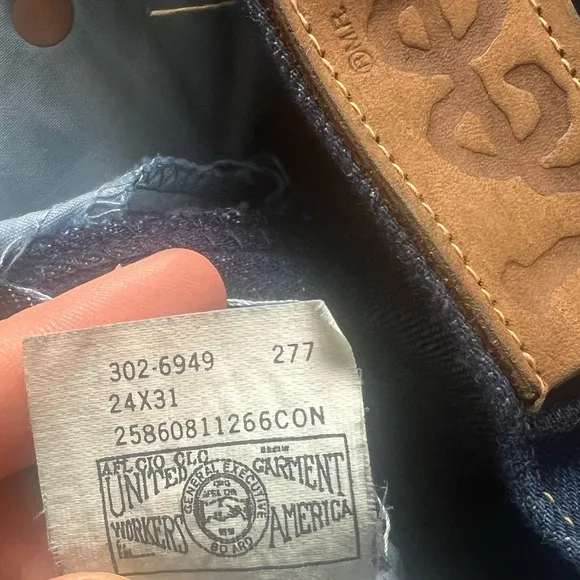 ®M.R.
302-6949 277
24X31
25860811266CON
AFL CIO CLC
UNITED GARMENT
WORKERS AMERICA
GENERAL EXECUTIVE
BOARD